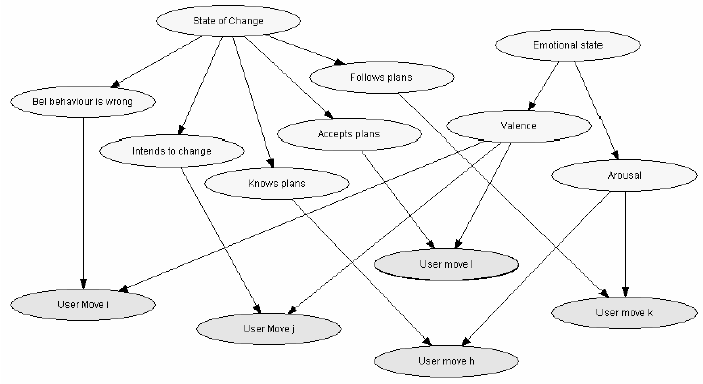 State of Change
Emotional state
Follows plans
Bel behaviour is wrong
Valence
Accepts plans
Intends to change
Knows plans
Arousal
User move l
User Move i
User move k
User Move j
User move h